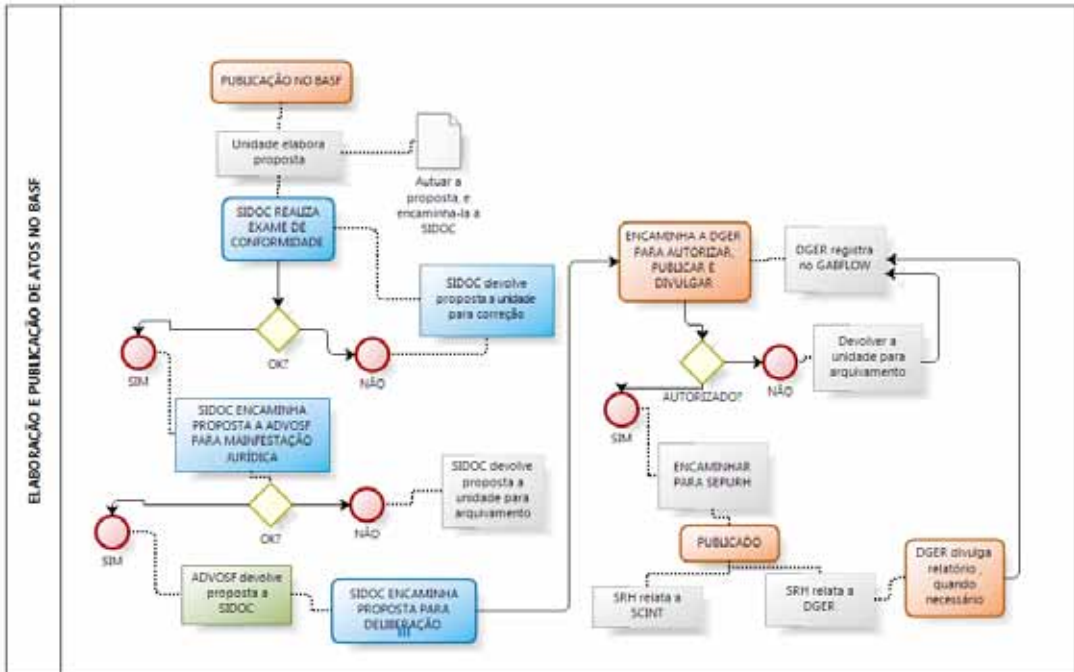 ELABORAÇÃO E PUBLICAÇÃO DE ATOS NO BASF
PUBLICAÇÃO NO BASF
Unidade elabora
proposta
Autuar a
proposta, e
encaminha-la a
SIDOC
SIDOC REALIZA
EXAME DE
CONFORMIDADE
SIDOC devolve
proposta a unidade
para correção
OK?
SIM
NÃO
SIDOC ENCAMINHA
PROPOSTA A ADVOSF
PARA MAINFESTAÇÃO
JURÍDICA
SIDOC devolve
proposta a
unidade para
arquivamento
OK?
SIM
NÃO
ADVOSF devolve
proposta a
SIDOC
SIDOC ENCAMINHA
PROPOSTA PARA
DELIBERAÇÃO
ENCAMINHA A DGER
PARA AUTORIZAR,
PUBLICAR E
DIVULGAR
DGER registra
no GABFLOW
Devolver a
unidade para
arquivamento
AUTORIZADO?
NÃO
SIM
ENCAMINHAR
PARA SEPURH
PUBLICADO
SRH relata a
SCINT
SRH relata a
DGER
DGER divulga
relatório ,
quando
necessário